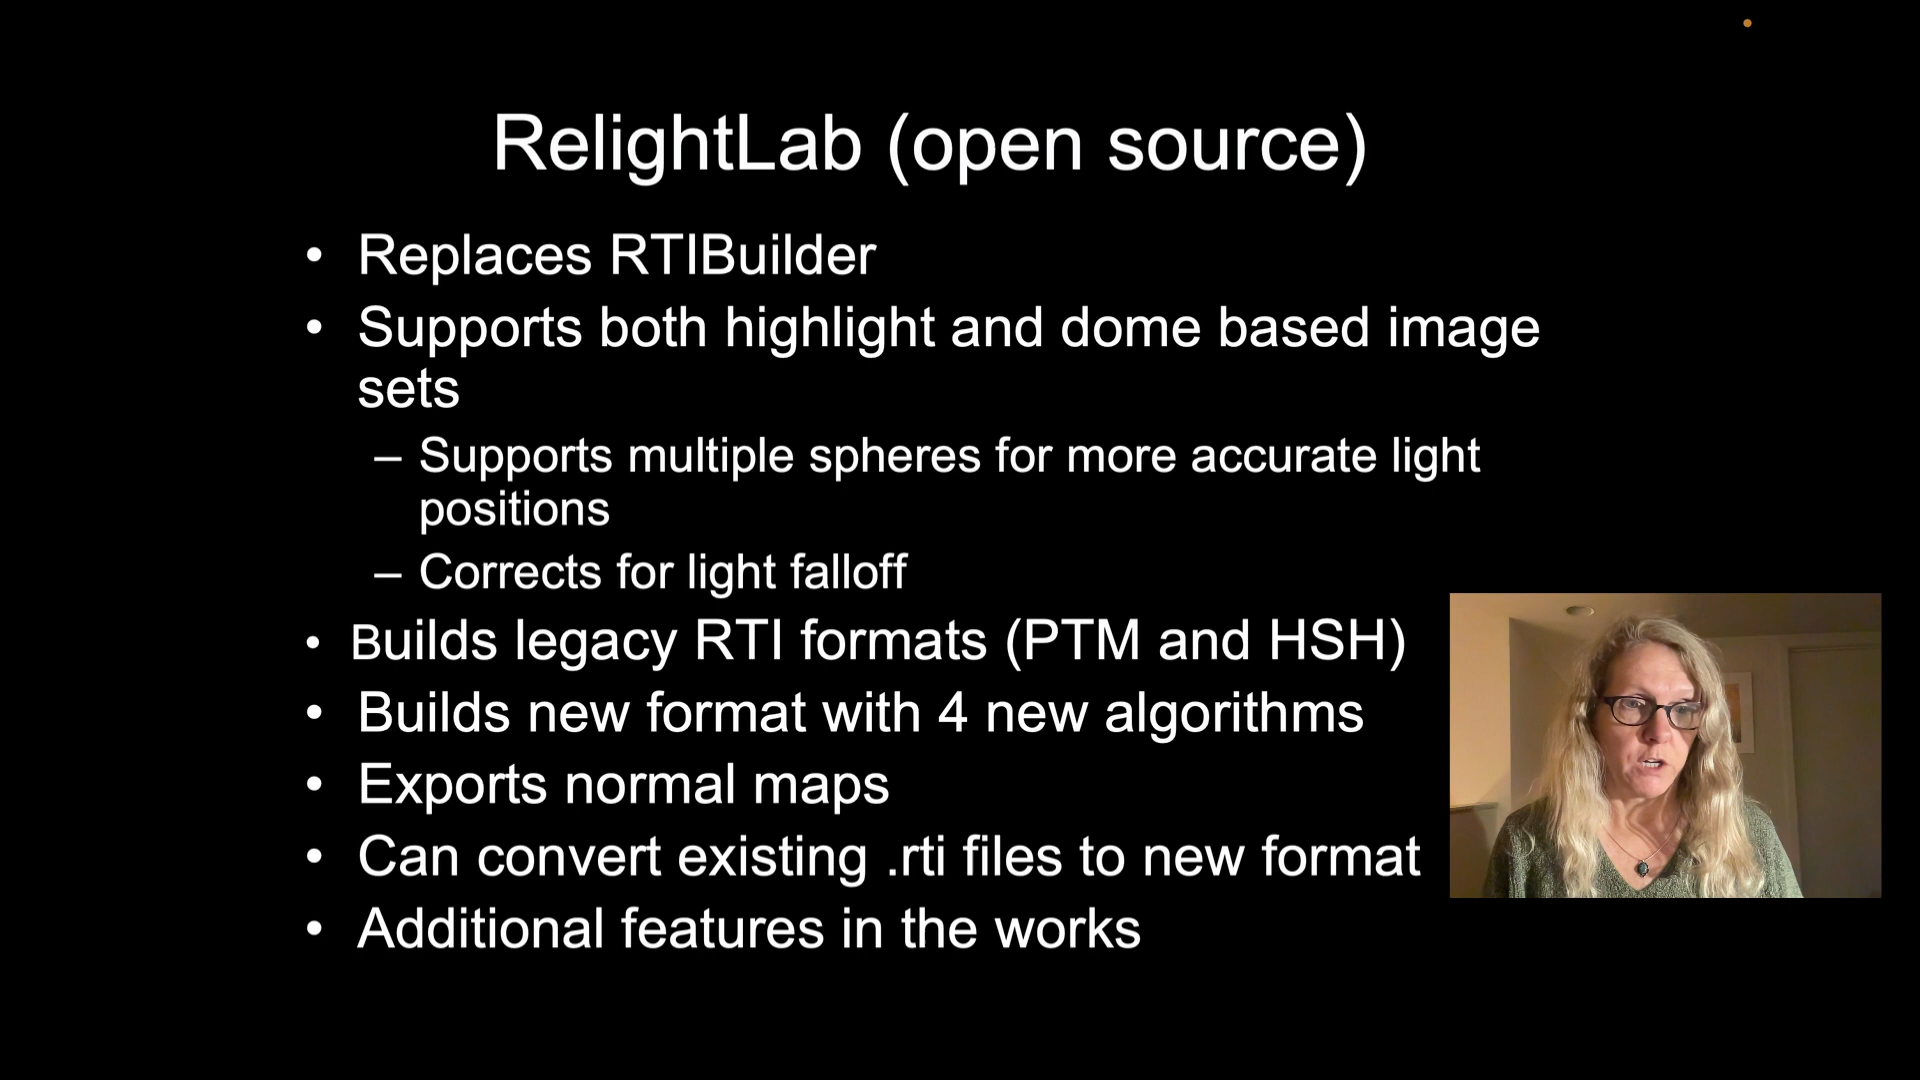 RelightLab (open source)
• Replaces RTIBuilder
• Supports both highlight and dome based image
sets
– Supports multiple spheres for more accurate light
positions
– Corrects for light falloff
• Builds legacy RTI formats (PTM and HSH)
• Builds new format with 4 new algorithms
• Exports normal maps
• Can convert existing .rti files to new format
• Additional features in the works